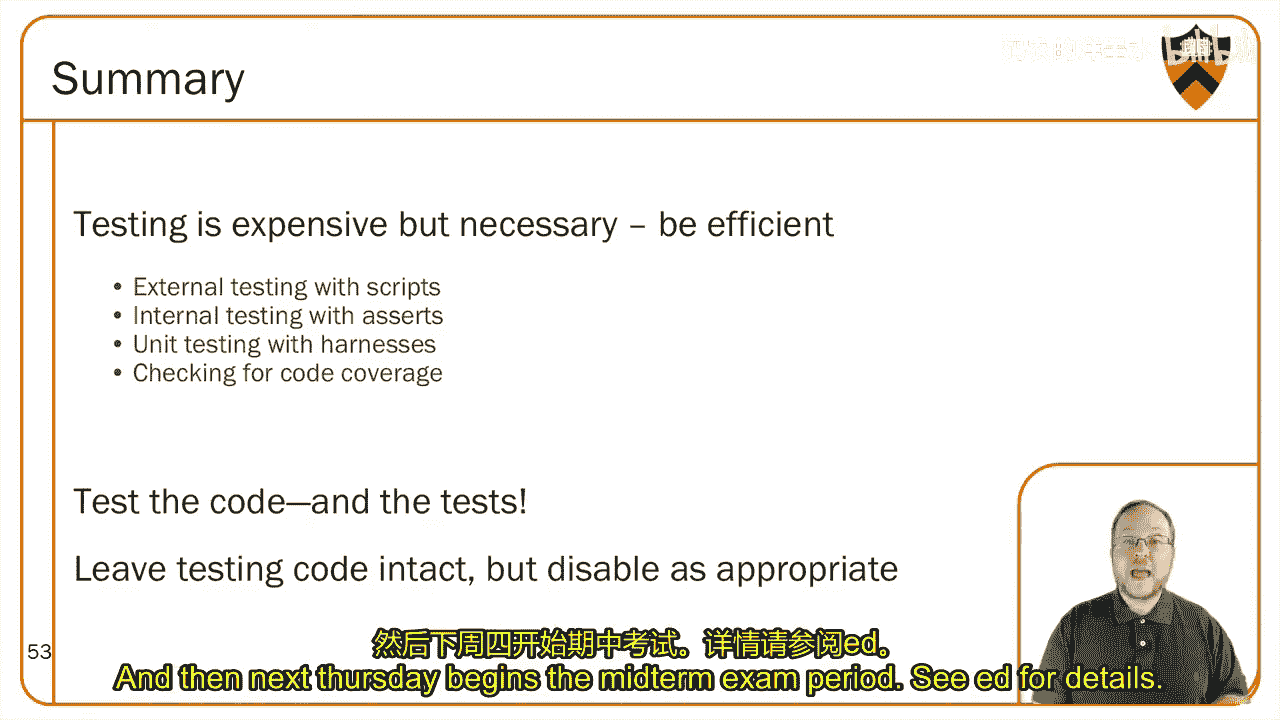 Summary
Testing is expensive but necessary – be efficient
• External testing with scripts
• Internal testing with asserts
• Unit testing with harnesses
• Checking for code coverage
Test the code—and the tests!
Leave testing code intact, but disable as appropriate
53
然后下周四开始期中考试。详情请参阅ed。
And then next thursday begins the midterm exam period. See ed for details.